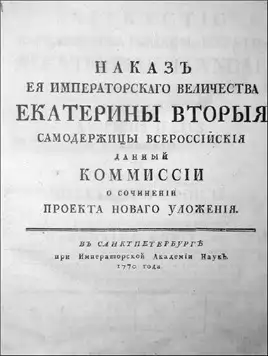 НАКАЗЪ
ЕЯ ИМПЕРАТОРСКАГО ВЕЛИЧЕСТВА
ЕКАТЕРИНЫ ВТОРЫЯ
САМОДЕРЖИЦЫ ВСЕРОССІЙСКІЯ
ДАННЫЙ
КОММИССІИ
О СОЧИНЕНІИ
ПРОЕКТА НОВАГО УЛОЖЕНІЯ.
ВЪ САНКТПЕТЕРБУРГѢ
при Императорской Академіи Наукъ
1770 года.